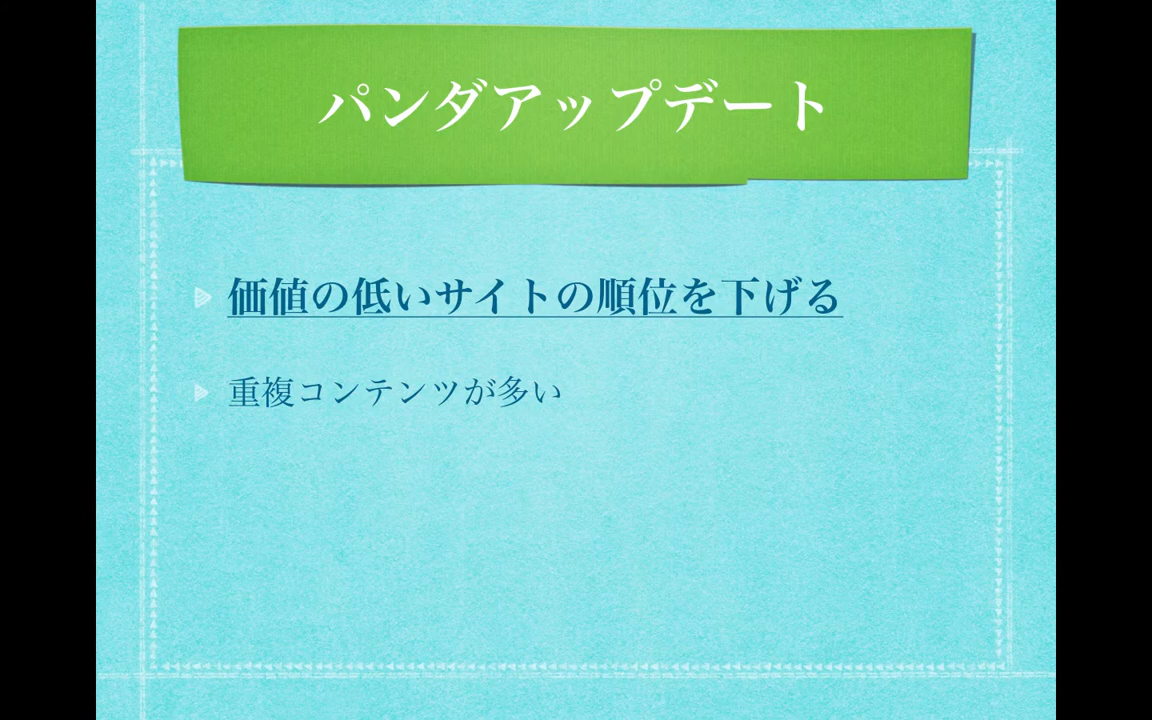 パンダアップデート
価値の低いサイトの順位を下げる
重複コンテンツが多い